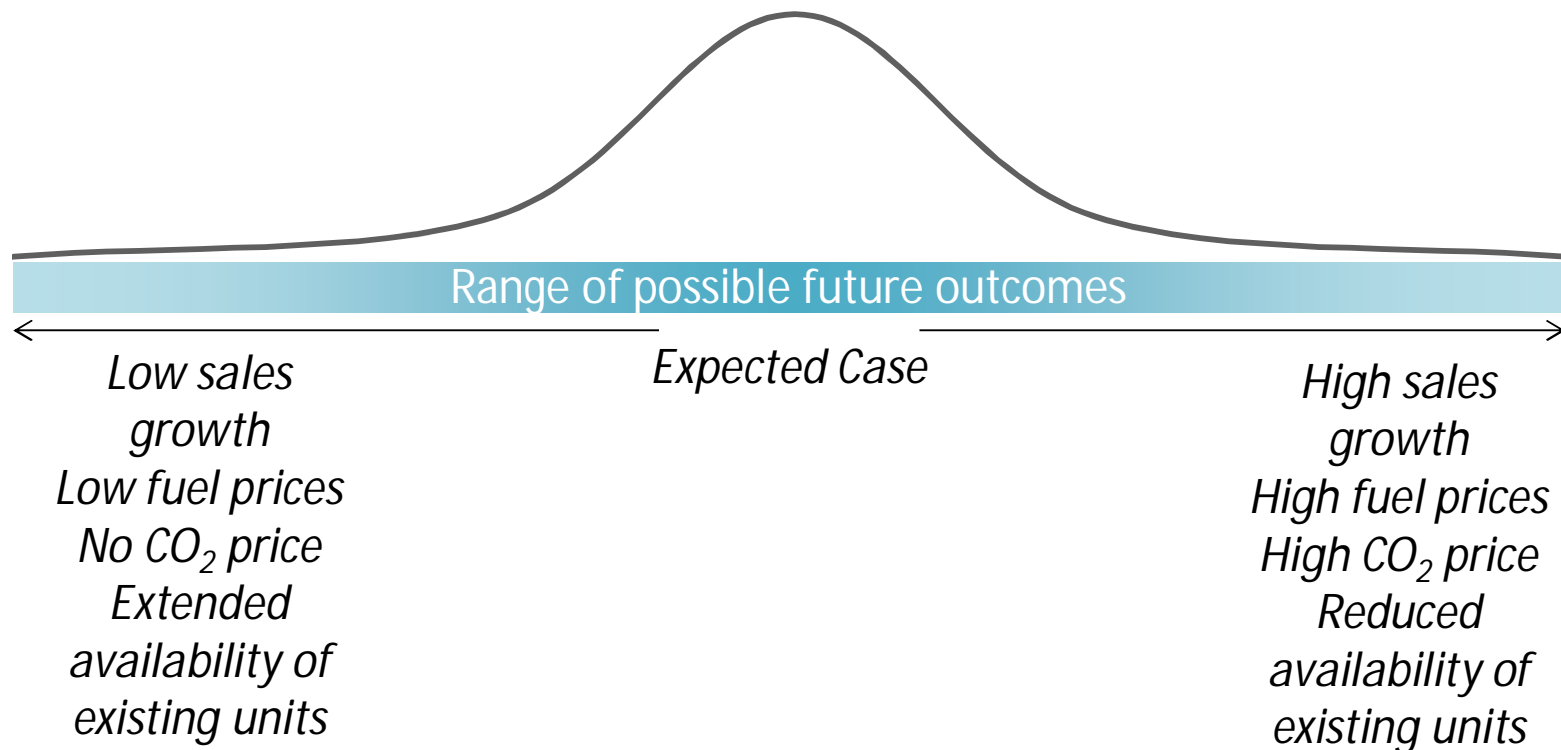 Range of possible future outcomes
Expected Case
Low sales
growth
Low fuel prices
No CO₂ price
Extended
availability of
existing units
High sales
growth
High fuel prices
High CO₂ price
Reduced
availability of
existing units